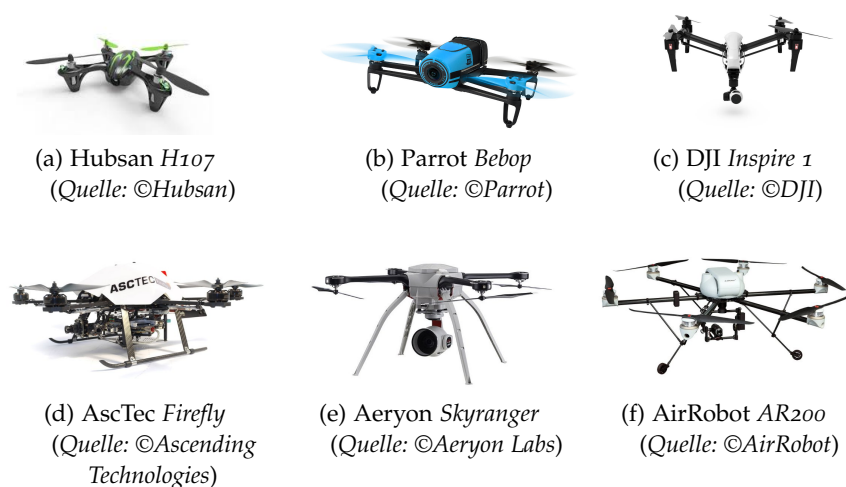 (a) Hubsan H107
(Quelle: ©Hubsan)
(b) Parrot Bebop
(Quelle: ©Parrot)
(c) DJI Inspire 1
(Quelle: ©DJI)
ASCTEC
(d) AscTec Firefly
(Quelle: ©Ascending
Technologies)
(e) Aeryon Skyranger
(Quelle: ©Aeryon Labs)
(f) AirRobot AR200
(Quelle: ©AirRobot)